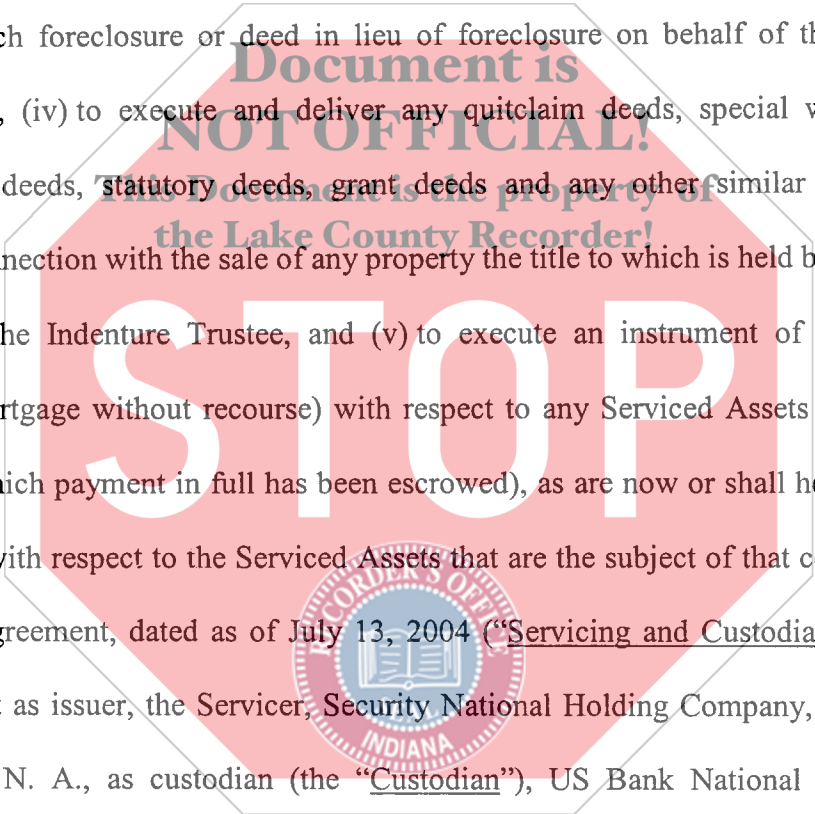 ch foreclosure or deed in lieu of foreclosure on behalf of th
Document is
, (iv) to execute and deliver any quitclaim deeds, special w
NOT OFFICIAL!
deeds, statutory deeds, grant deeds and any other similar
This Document is the property of
the Lake County Recorder!
nection with the sale of any property the title to which is held b
he Indenture Trustee, and (v) to execute an instrument of
STOP
rtgage without recourse) with respect to any Serviced Assets
ich payment in full has been escrowed), as are now or shall he
with respect to the Serviced Assets that are the subject of that c
RECORDER'S OFFICE
greement, dated as of July 13, 2004 ("Servicing and Custodia
t as issuer, the Servicer, Security National Holding Company,
INDIANA
N. A., as custodian (the "Custodian"), US Bank National